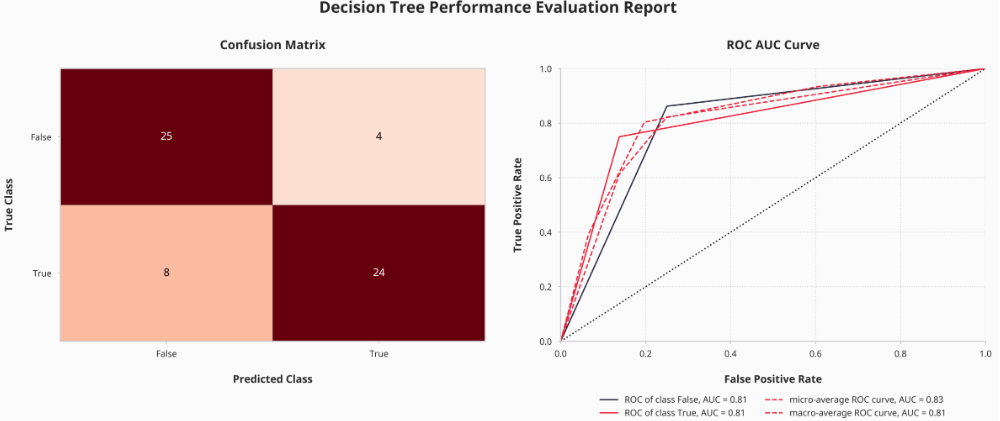 Decision Tree Performance Evaluation Report
Confusion Matrix
True Class
False
True
25
4
8
24
False
True
Predicted Class
ROC AUC Curve
True Positive Rate
1.0
0.8
0.6
0.4
0.2
0.0
0.0
0.2
0.4
0.6
0.8
1.0
False Positive Rate
ROC of class False, AUC = 0.81
ROC of class True, AUC = 0.81
micro-average ROC curve, AUC = 0.83
macro-average ROC curve, AUC = 0.81